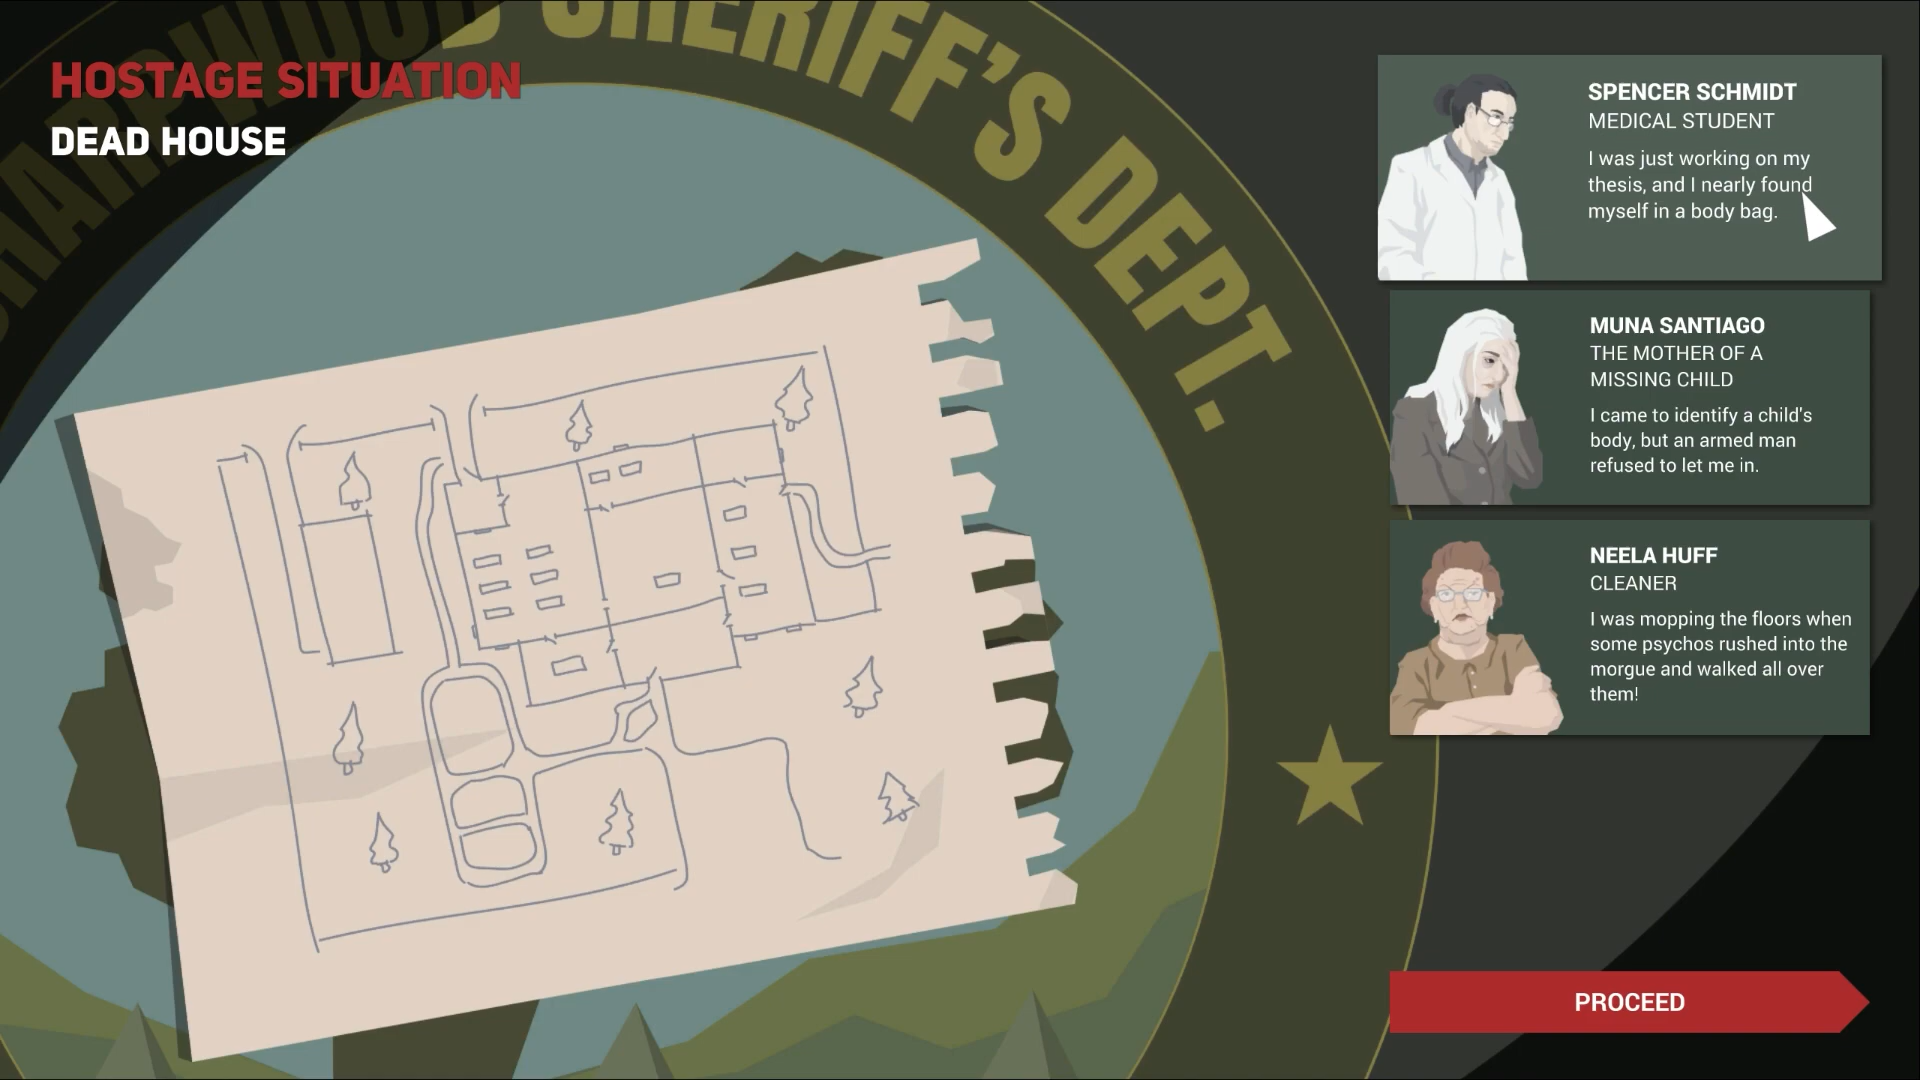 SHARPWOOD SHERIFF'S DEPT.
HOSTAGE SITUATION
DEAD HOUSE
SPENCER SCHMIDT
MEDICAL STUDENT
I was just working on my
thesis, and I nearly found
myself in a body bag.
MUNA SANTIAGO
THE MOTHER OF A
MISSING CHILD
I came to identify a child's
body, but an armed man
refused to let me in.
NEELA HUFF
CLEANER
I was mopping the floors when
some psychos rushed into the
morgue and walked all over
them!
PROCEED